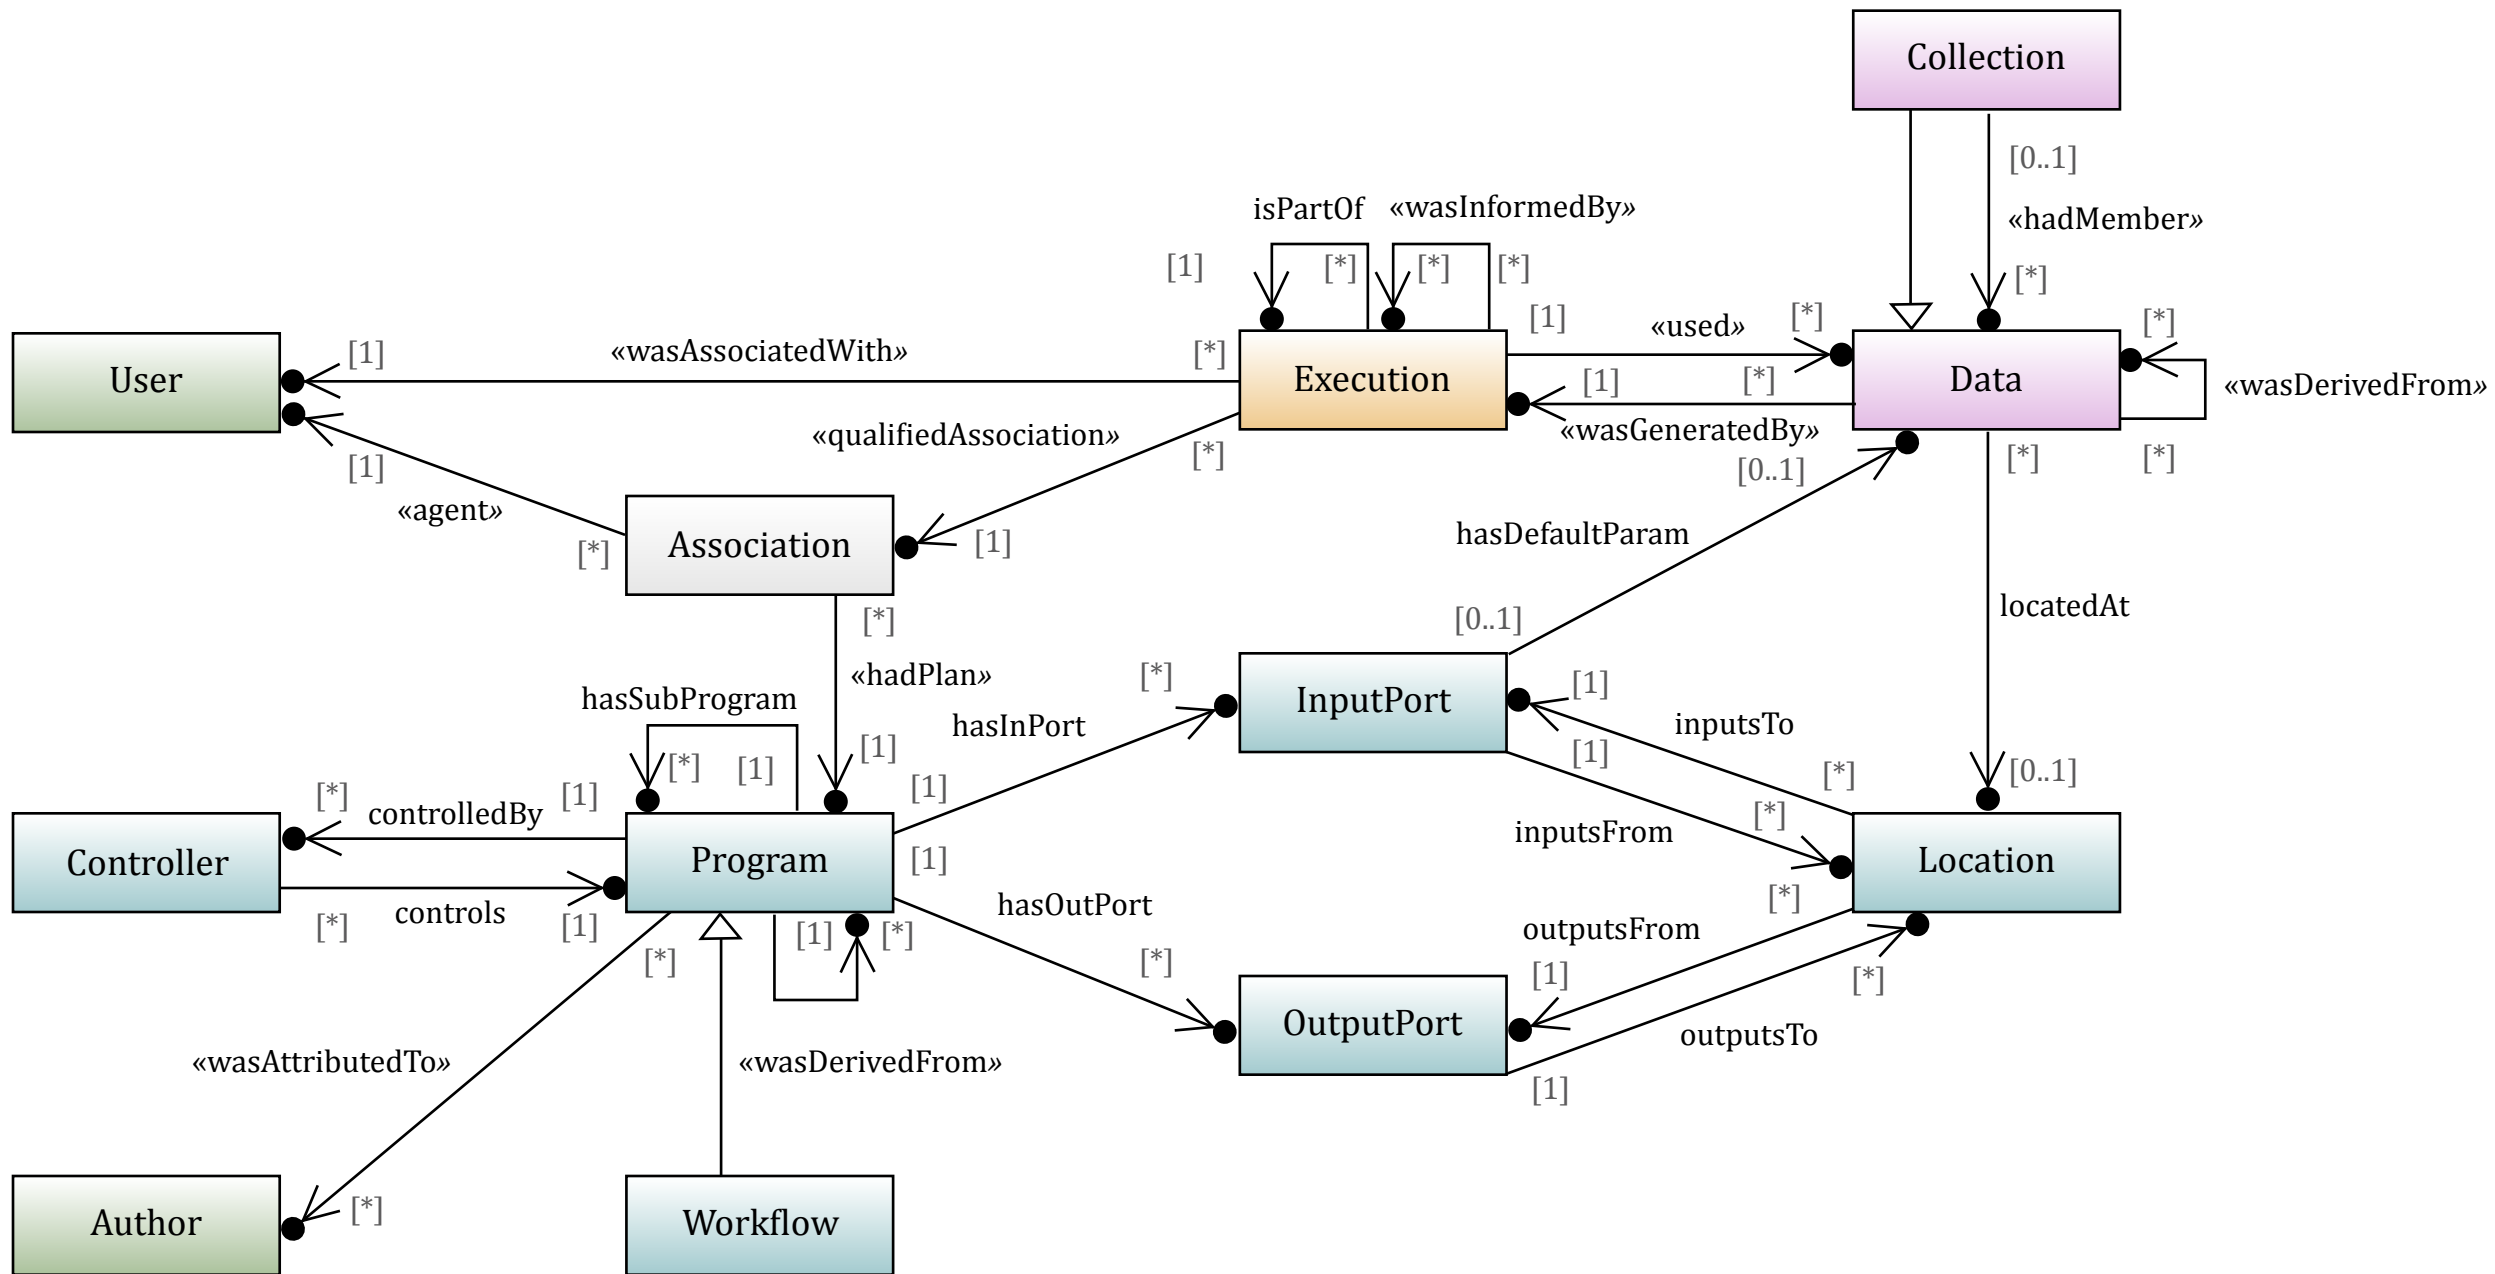 Collection
[0..1]
isPartOf
«wasInformedBy»
«hadMember»
[1]
[*]
[*]
[*]
[*]
[1]
«used»
[*]
[*]
User
[1]
«wasAssociatedWith»
[*]
Execution
[1]
[*]
Data
«wasDerivedFrom»
«qualifiedAssociation»
«wasGeneratedBy»
[1]
[*]
[0..1]
[*]
[*]
«agent»
[*]
Association
[1]
hasDefaultParam
[*]
[0..1]
locatedAt
«hadPlan»
[*]
hasSubProgram
InputPort
[1]
hasInPort
inputsTo
[1]
[*]
[1]
[1]
[*]
[0..1]
[*]
[1]
controlledBy
[1]
[*]
inputsFrom
Controller
Program
[1]
Location
controls
hasOutPort
[*]
[*]
[1]
[1]
[*]
outputsFrom
[*]
[*]
[1]
[*]
OutputPort
outputsTo
«wasAttributedTo»
«wasDerivedFrom»
[1]
Author
[*]
Workflow